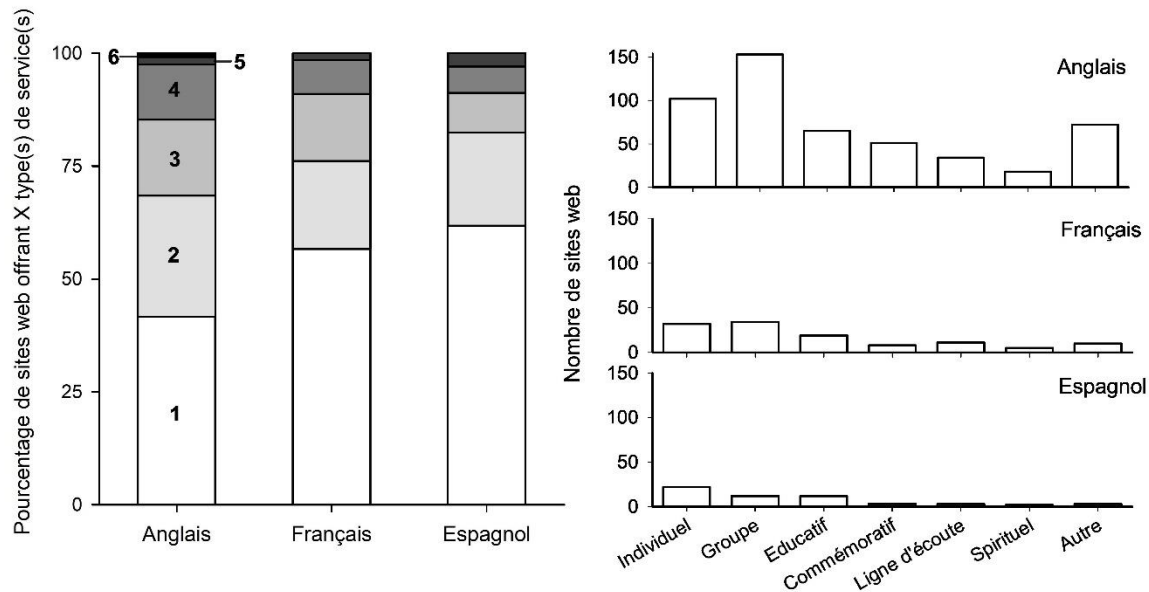 Pourcentage de sites web offrant X type(s) de service(s)
100
75
50
25
0
6
5
4
3
2
1
Anglais
Français
Espagnol
Nombre de sites web
150
100
50
0
Anglais
150
100
50
0
Français
150
100
50
0
Espagnol
Individuel
Groupe
Educatif
Commémoratif
Ligne d'écoute
Spirituel
Autre